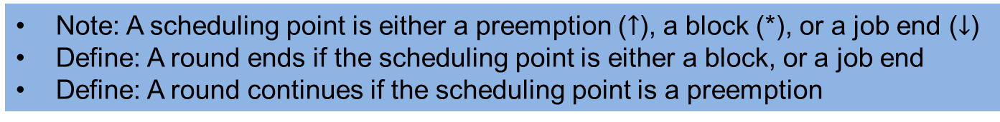 • Note: A scheduling point is either a preemption (↑), a block (*), or a job end (↓)
• Define: A round ends if the scheduling point is either a block, or a job end
• Define: A round continues if the scheduling point is a preemption